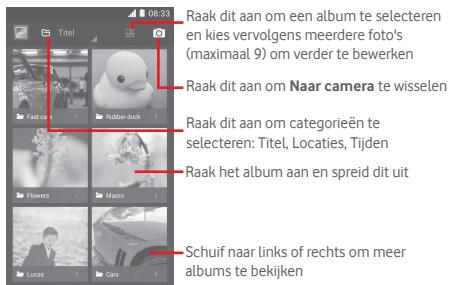 08:33
Titel
Fast cars
Rubber duck
Flowers
Macro
Lucas
Cars
Raak dit aan om een album te selecteren
en kies vervolgens meerdere foto's
(maximaal 9) om verder te bewerken
Raak dit aan om Naar camera te wisselen
Raak dit aan om categorieën te
selecteren: Titel, Locaties, Tijden
Raak het album aan en spreid dit uit
Schuif naar links of rechts om meer
albums te bekijken